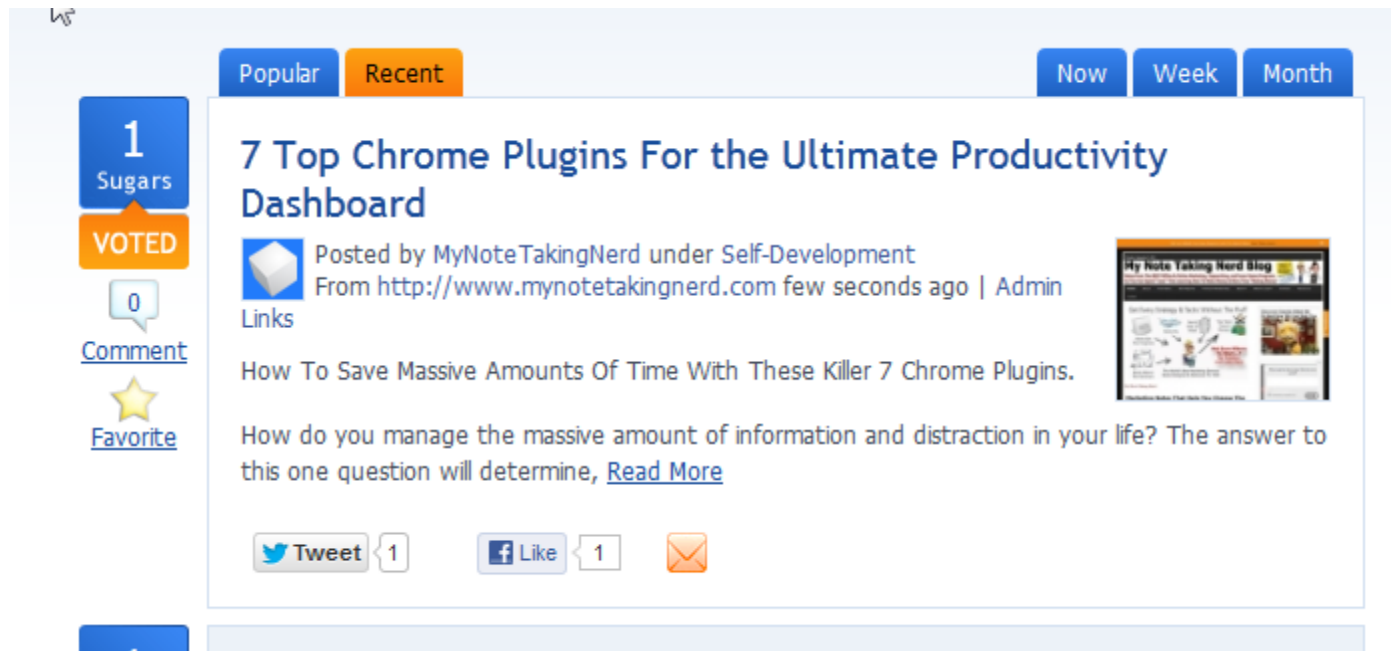 Popular Recent Now Week Month
1
Sugars
VOTED
0
Comment
Favorite
7 Top Chrome Plugins For the Ultimate Productivity
Dashboard
Posted by MyNoteTakingNerd under Self-Development
From http://www.mynotetakingnerd.com few seconds ago | Admin
Links
My Note Taking Nerd Blog
How To Save Massive Amounts Of Time With These Killer 7 Chrome Plugins.
How do you manage the massive amount of information and distraction in your life? The answer to
this one question will determine, Read More
Tweet 1 Like 1